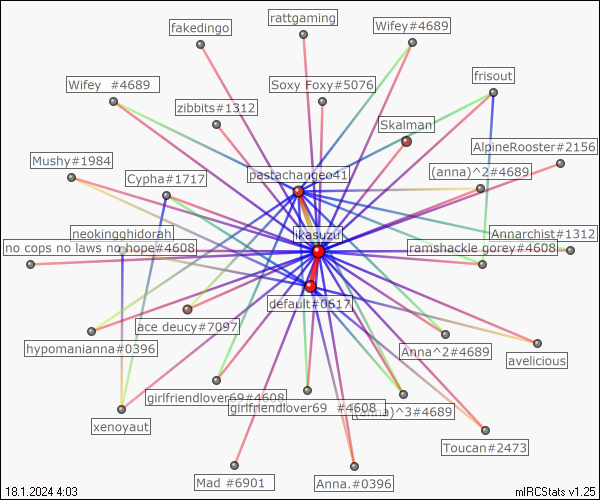 rattgaming
fakedingo
Wifey#4689
frisout
Wifey  #4689
Soxy Foxy#5076
zibbits#1312
Skalman
AlpineRooster#2156
Mushy#1984
Cypha#1717
pastachangeo41
(anna)^2#4689
neokingghidorah
ikasuzu
Annarchist#1312
no cops no laws no hope#4608
ramshackle gorey#4608
default#0617
ace deucy#7097
hypomanianna#0396
Anna^2#4689
avelicious
girlfriendlover69#4608
girlfriendlover69  #4608
(anna)^3#4689
xenoyaut
Toucan#2473
Mad #6901
Anna.#0396
18.1.2024 4:03
mIRCStats v1.25